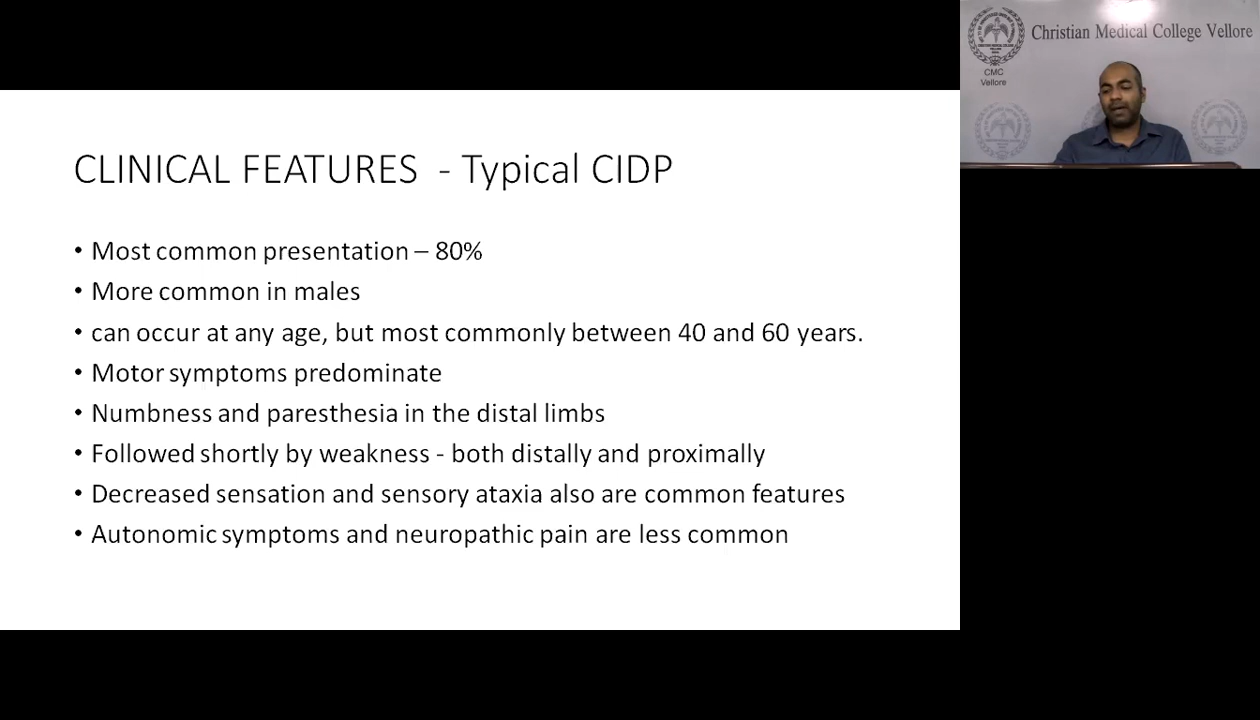 CLINICAL FEATURES - Typical CIDP
• Most common presentation – 80%
• More common in males
• can occur at any age, but most commonly between 40 and 60 years.
• Motor symptoms predominate
• Numbness and paresthesia in the distal limbs
• Followed shortly by weakness - both distally and proximally
• Decreased sensation and sensory ataxia also are common features
• Autonomic symptoms and neuropathic pain are less common
Christian Medical College Vellore
CMC
Vellore